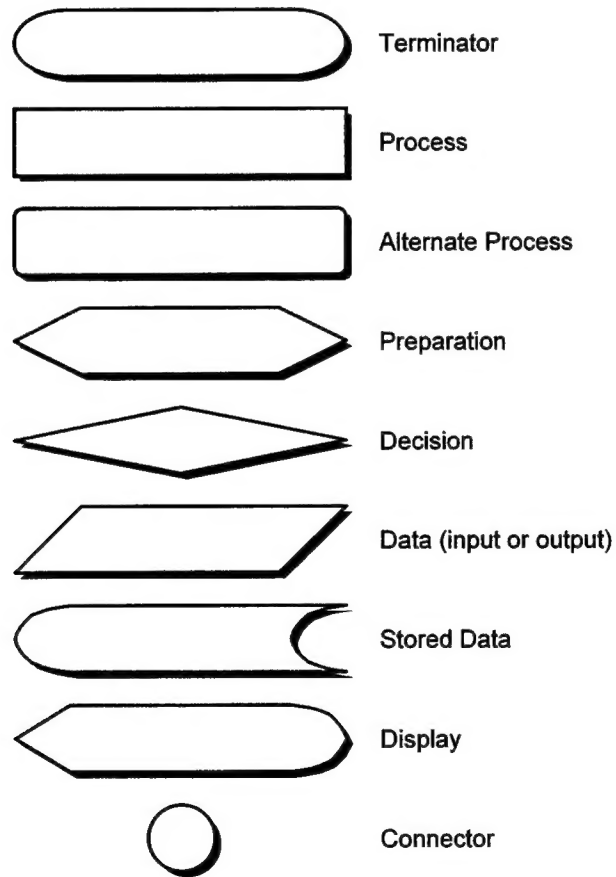 Terminator
Process
Alternate Process
Preparation
Decision
Data (input or output)
Stored Data
Display
Connector